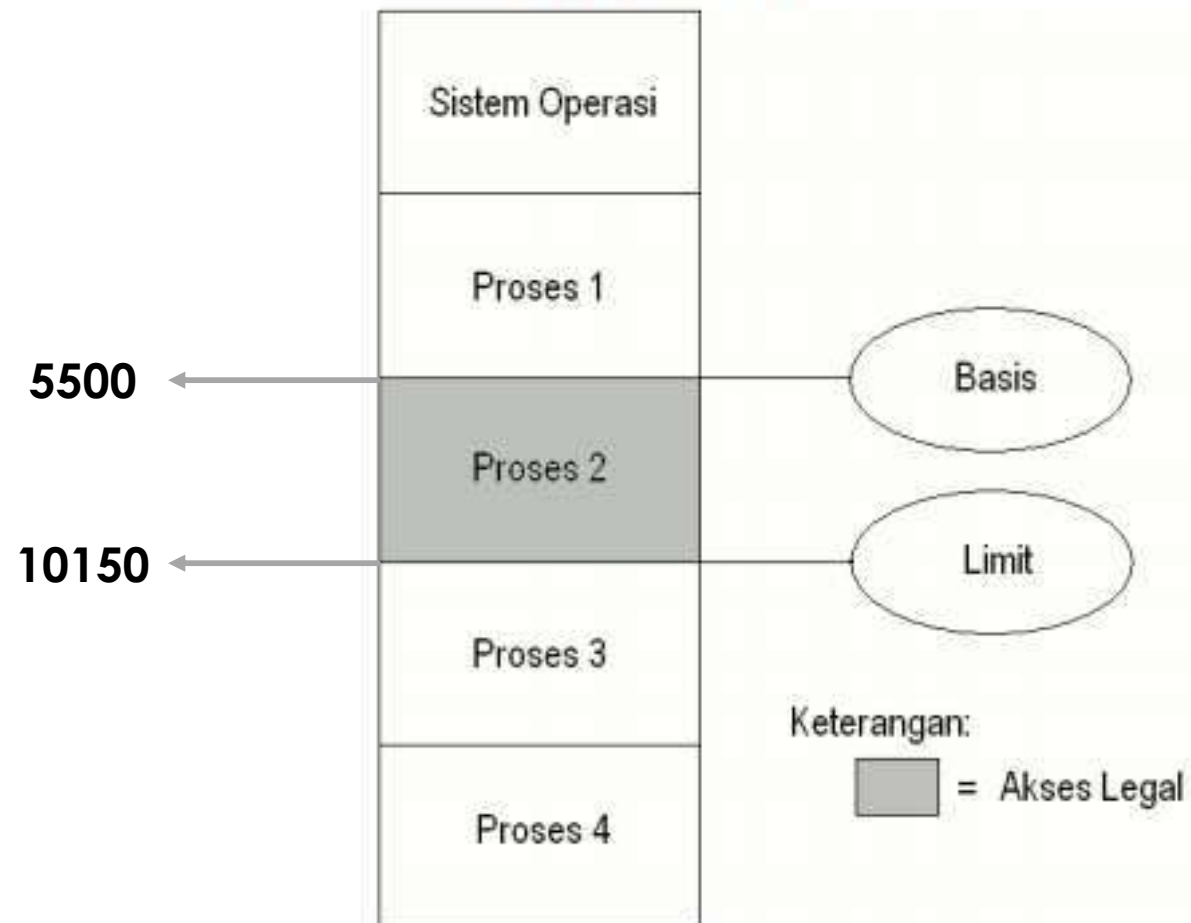 Sistem Operasi
Proses 1
5500
Basis
Proses 2
10150
Limit
Proses 3
Keterangan:
= Akses Legal
Proses 4